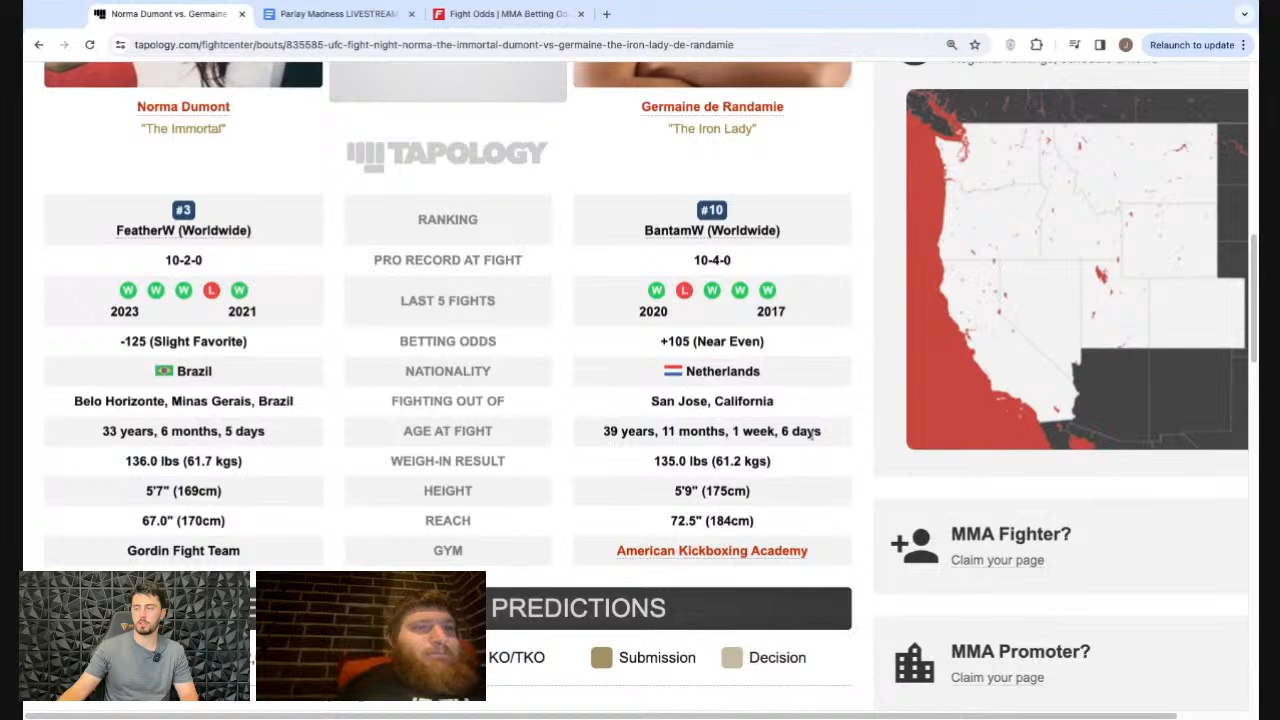 Norma Dumont vs. Germaine
Parlay Madness LIVESTREAM
Fight Odds | MMA Betting Od
tapology.com/fightcenter/bouts/835585-ufc-fight-night-norma-the-immortal-dumont-vs-germaine-the-iron-lady-de-randamie
Relaunch to update
Norma Dumont
Germaine de Randamie
"The Immortal"
"The Iron Lady"
TAPOLOGY
#3
FeatherW (Worldwide)
RANKING
#10
BantamW (Worldwide)
10-2-0
PRO RECORD AT FIGHT
10-4-0
W W W L W
2023 2021
LAST 5 FIGHTS
W L W W W
2020 2017
-125 (Slight Favorite)
BETTING ODDS
+105 (Near Even)
Brazil
NATIONALITY
Netherlands
Belo Horizonte, Minas Gerais, Brazil
FIGHTING OUT OF
San Jose, California
33 years, 6 months, 5 days
AGE AT FIGHT
39 years, 11 months, 1 week, 6 days
136.0 lbs (61.7 kgs)
WEIGH-IN RESULT
135.0 lbs (61.2 kgs)
5'7" (169cm)
HEIGHT
5'9" (175cm)
67.0" (170cm)
REACH
72.5" (184cm)
Gordin Fight Team
GYM
American Kickboxing Academy
PREDICTIONS
KO/TKO
Submission
Decision
MMA Fighter?
Claim your page
MMA Promoter?
Claim your page